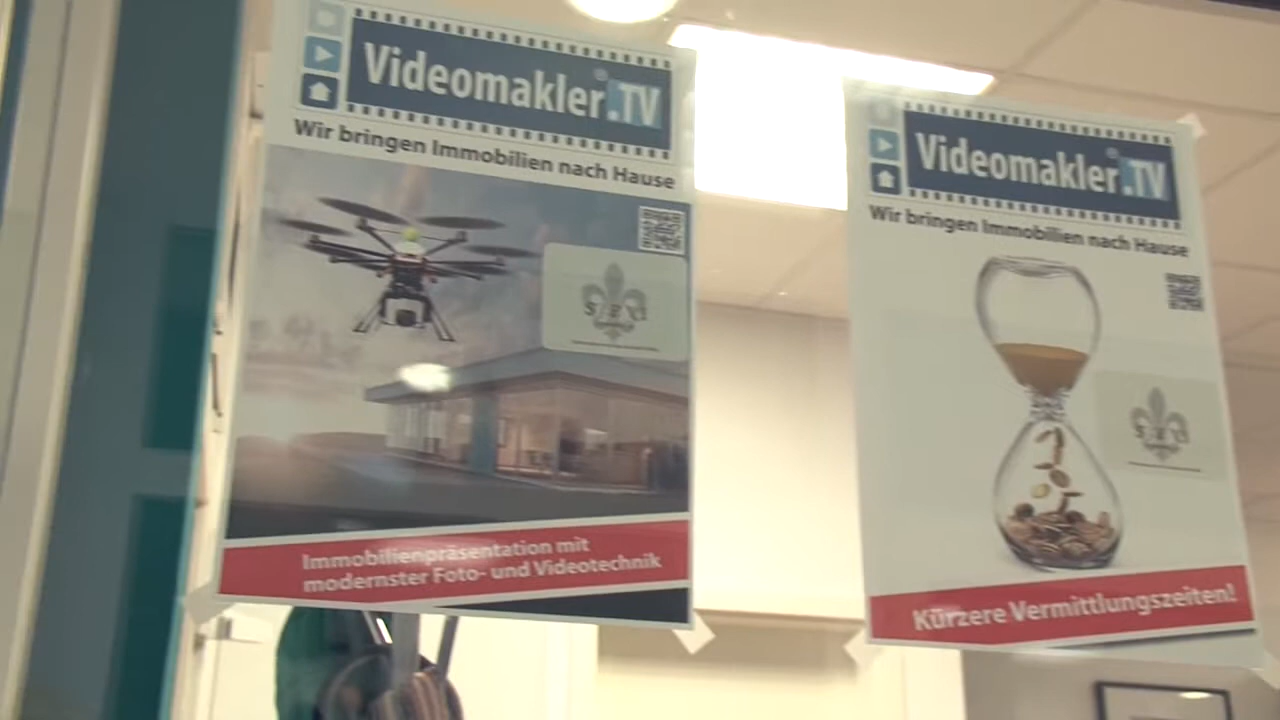 Videomakler.TV
Wir bringen Immobilien nach Hause
Immobilienpräsentation mit
modernster Foto- und Videotechnik
Videomakler.TV
Wir bringen Immobilien nach Hause
Kürzere Vermittlungszeiten!